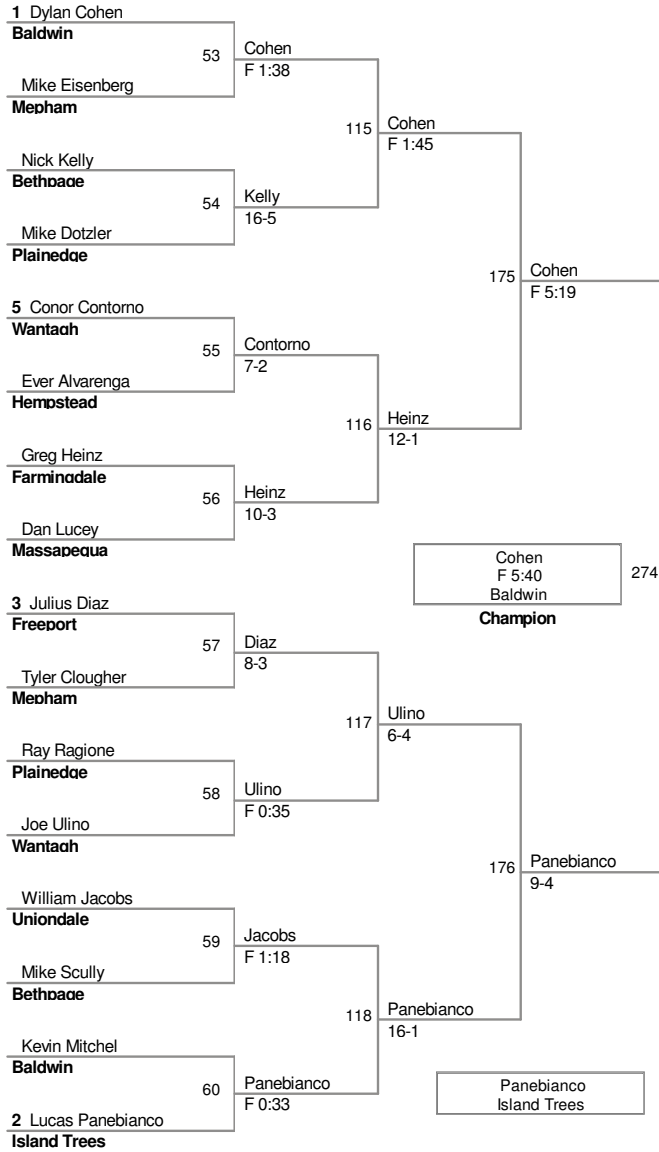 1 Dylan Cohen
Baldwin
53
Cohen
F 1:38
Mike Eisenberg
Mepham
115
Cohen
F 1:45
Nick Kelly
Bethpage
54
Kelly
16-5
Mike Dotzler
Plainedge
175
Cohen
F 5:19
5 Conor Contorno
Wantagh
55
Contorno
7-2
Ever Alvarenga
Hempstead
116
Heinz
12-1
Greg Heinz
Farmingdale
56
Heinz
10-3
Dan Lucey
Massapequa
Cohen
F 5:40
Baldwin
274
Champion
3 Julius Diaz
Freeport
57
Diaz
8-3
Tyler Clougher
Mepham
117
Ulino
6-4
Ray Ragione
Plainedge
58
Ulino
F 0:35
Joe Ulino
Wantagh
176
Panebianco
9-4
William Jacobs
Uniondale
59
Jacobs
F 1:18
Mike Scully
Bethpage
118
Panebianco
16-1
Kevin Mitchel
Baldwin
60
Panebianco
F 0:33
2 Lucas Panebianco
Island Trees
Panebianco
Island Trees